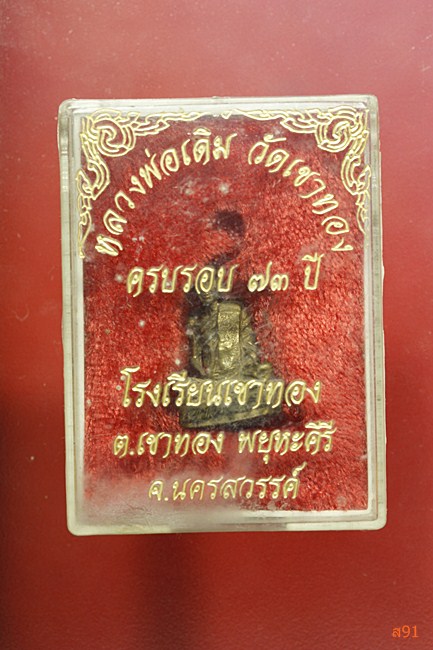 หลวงพ่อเดิม วัดเขาทอง
ครบรอบ ๗๓ ปี
โรงเรียนเขาทอง
ต.เขาทอง พยุหะคีรี
จ.นครสวรรค์
ส91